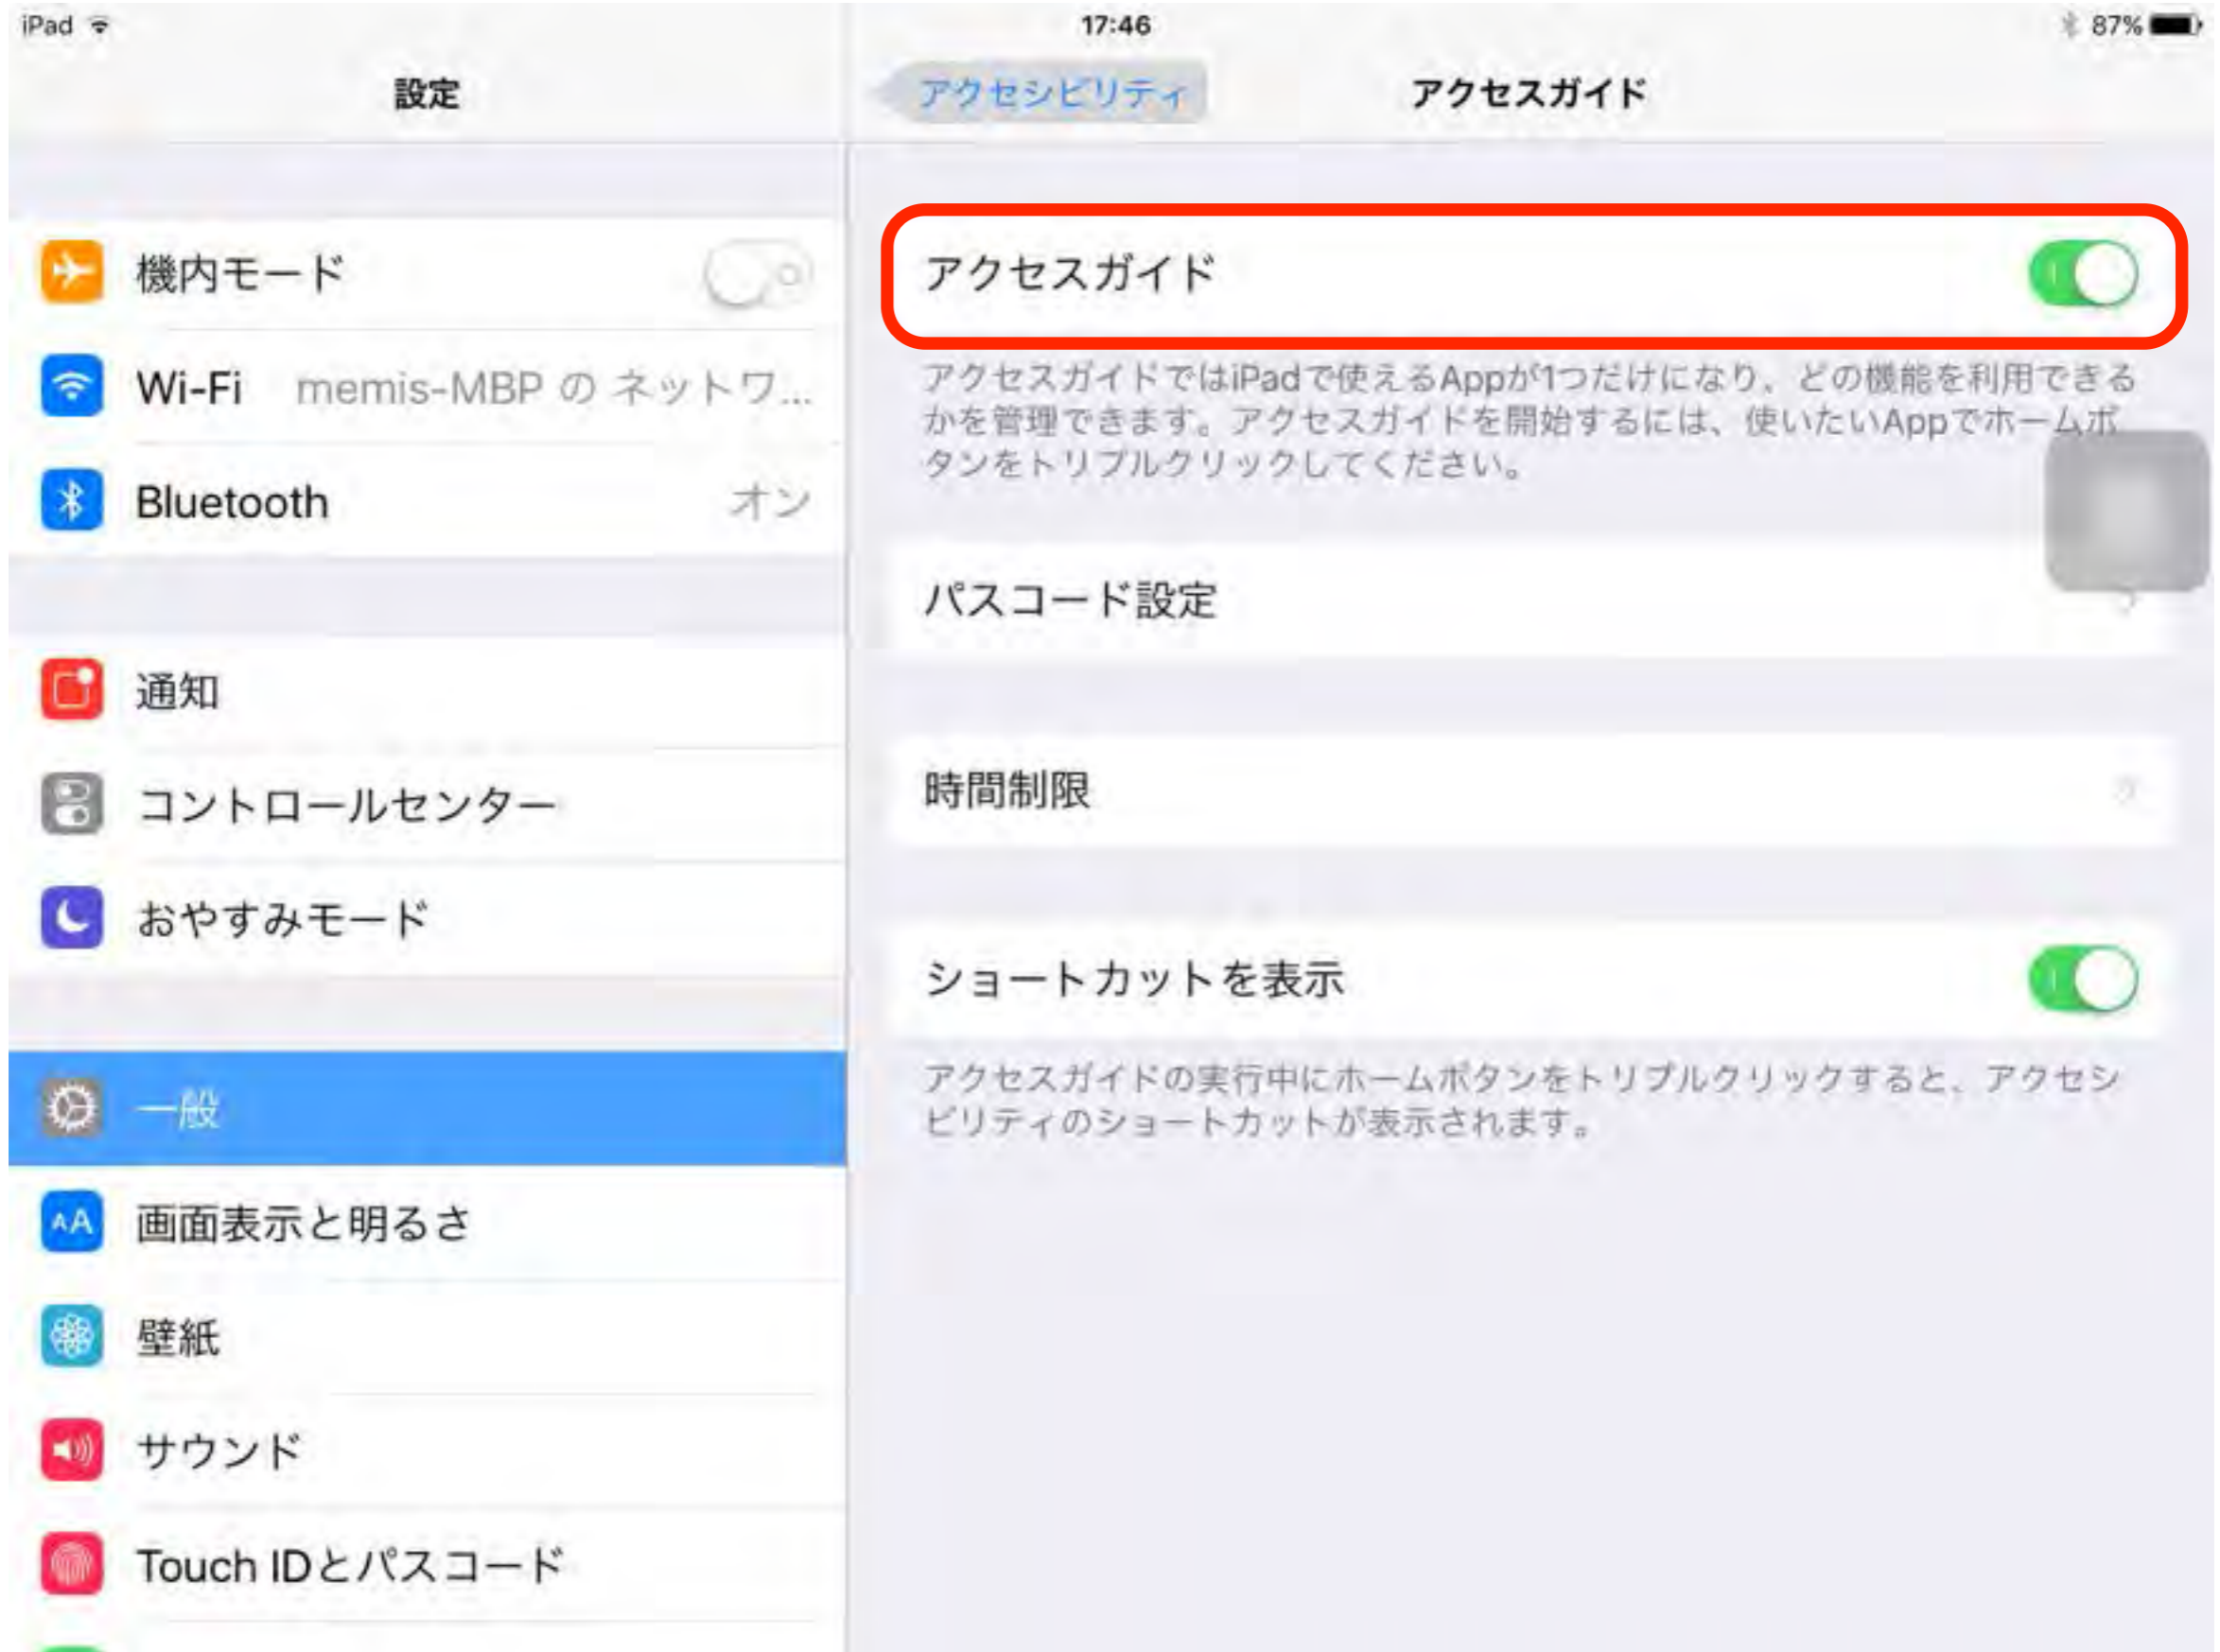 iPad
17:46
87%
設定
アクセシビリティ
アクセスガイド
機内モード
Wi-Fi memis-MBP の ネットワ...
Bluetooth オン
通知
コントロールセンター
おやすみモード
一般
画面表示と明るさ
壁紙
サウンド
Touch IDとパスコード
アクセスガイド
アクセスガイドではiPadで使えるAppが1つだけになり、どの機能を利用できる
かを管理できます。アクセスガイドを開始するには、使いたいAppでホームボ
タンをトリプルクリックしてください。
パスコード設定
時間制限
ショートカットを表示
アクセスガイドの実行中にホームボタンをトリプルクリックすると、アクセシ
ビリティのショートカットが表示されます。